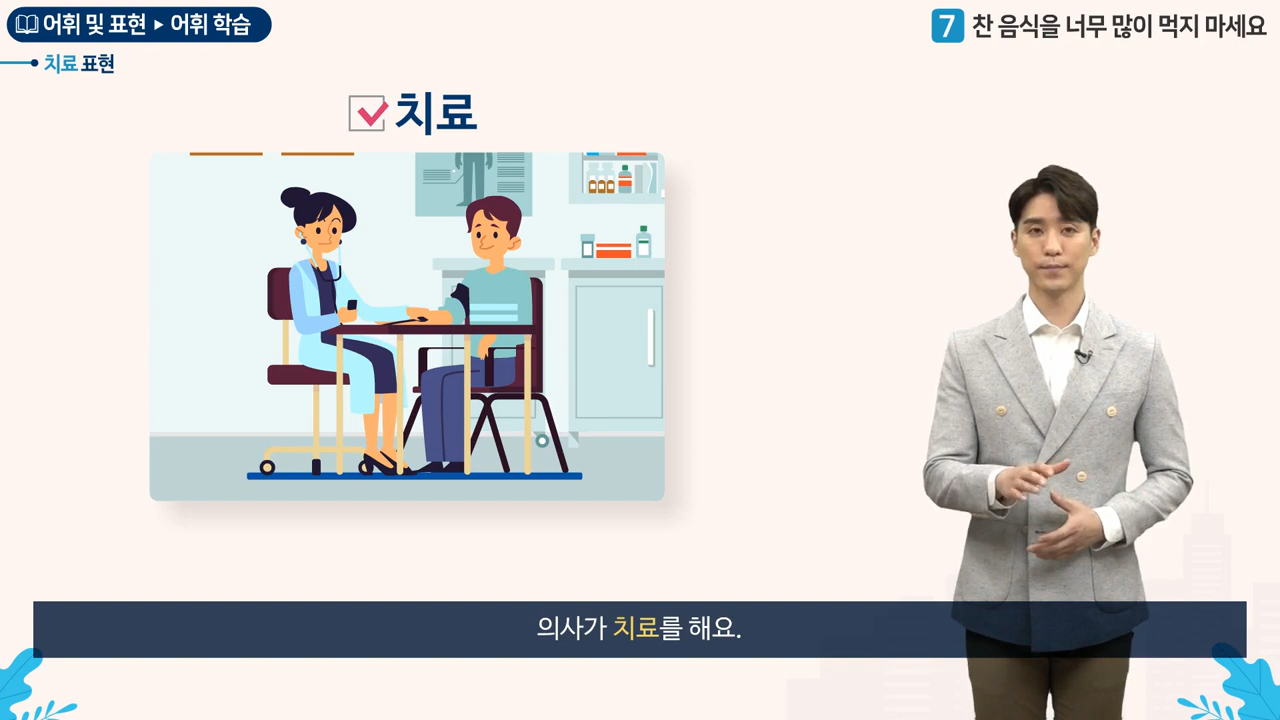 어휘 및 표현 ▸ 어휘 학습
7 찬 음식을 너무 많이 먹지 마세요
치료 표현
치료
의사가 치료를 해요.